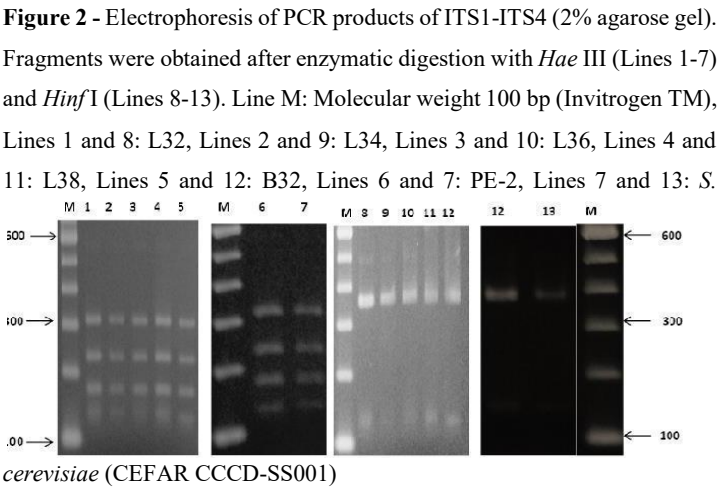 Figure 2 - Electrophoresis of PCR products of ITS1-ITS4 (2% agarose gel).
Fragments were obtained after enzymatic digestion with Hae III (Lines 1-7)
and Hinf I (Lines 8-13). Line M: Molecular weight 100 bp (Invitrogen TM),
Lines 1 and 8: L32, Lines 2 and 9: L34, Lines 3 and 10: L36, Lines 4 and
11: L38, Lines 5 and 12: B32, Lines 6 and 7: PE-2, Lines 7 and 13: S.
M 1 2 3 4 5 M 6 7 M 8 9 10 11 12 12 13 M
600
300
100
cerevisiae (CEFAR CCCD-SS001)